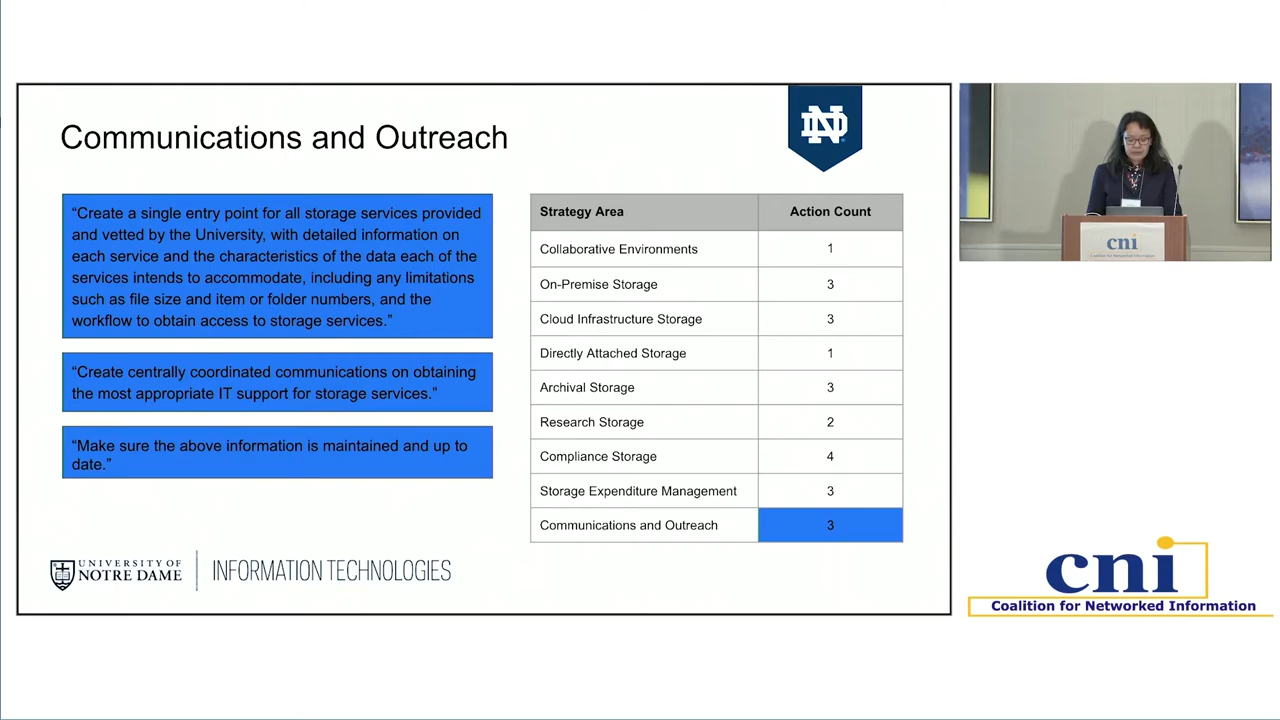 Communications and Outreach
ND
“Create a single entry point for all storage services provided
and vetted by the University, with detailed information on
each service and the characteristics of the data each of the
services intends to accommodate, including any limitations
such as file size and item or folder numbers, and the
workflow to obtain access to storage services.”
“Create centrally coordinated communications on obtaining
the most appropriate IT support for storage services.”
“Make sure the above information is maintained and up to
date.”
Strategy Area Action Count
Collaborative Environments 1
On-Premise Storage 3
Cloud Infrastructure Storage 3
Directly Attached Storage 1
Archival Storage 3
Research Storage 2
Compliance Storage 4
Storage Expenditure Management 3
Communications and Outreach 3
UNIVERSITY OF
NOTRE DAME
INFORMATION TECHNOLOGIES
cni
Coalition for Networked Information
cni
Coalition for Networked Information